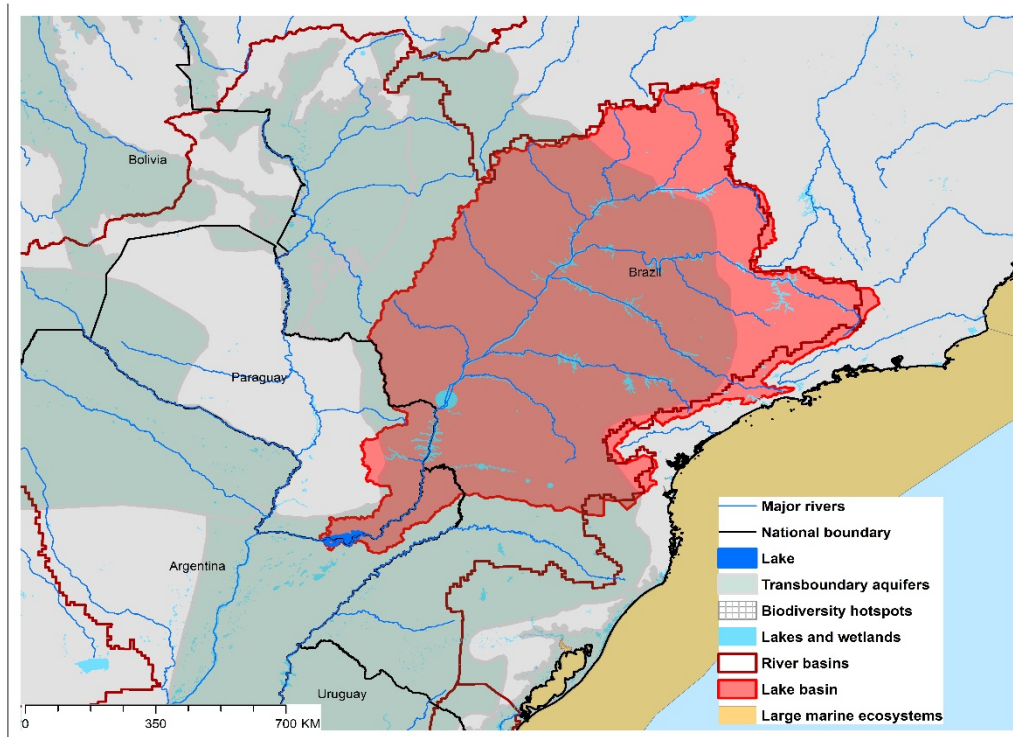 Bolivia
Brazil
Paraguay
Argentina
Uruguay
0 350 700 KM
Major rivers
National boundary
Lake
Transboundary aquifers
Biodiversity hotspots
Lakes and wetlands
River basins
Lake basin
Large marine ecosystems